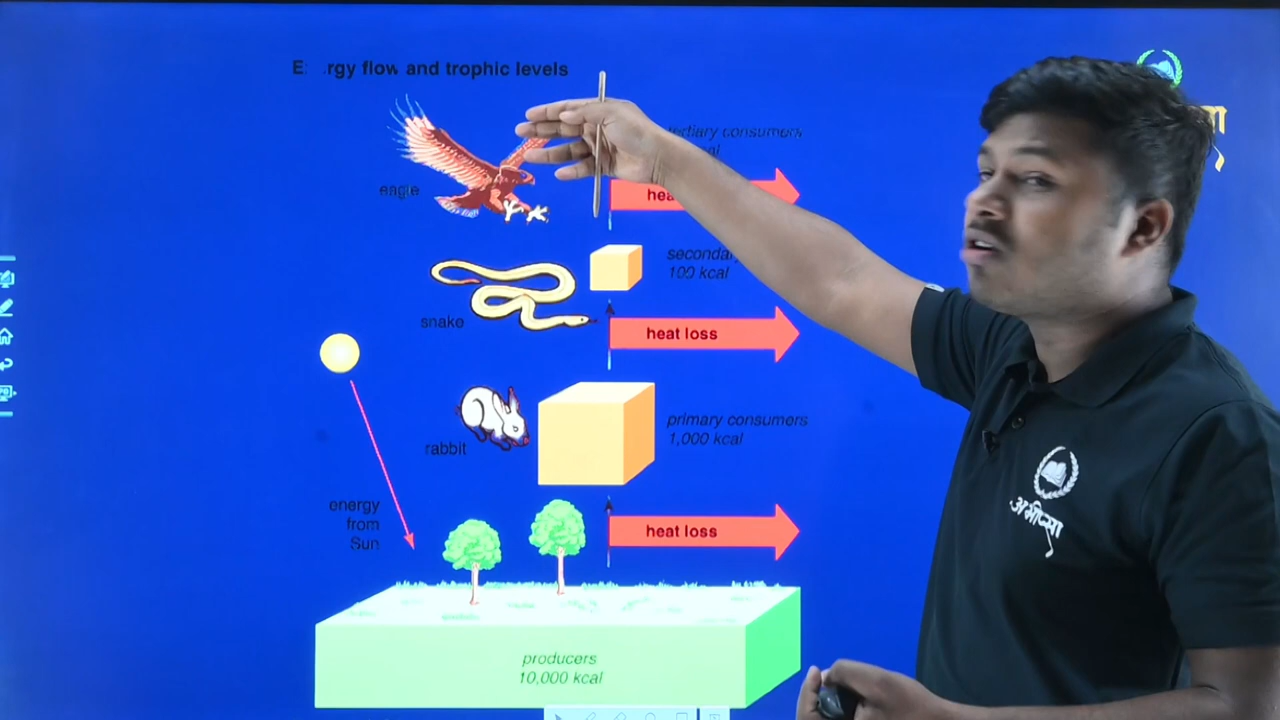 rgy flow and trophic levels
tertiary consumers
eagle
secondary
100 kcal
snake
heat loss
primary consumers
1,000 kcal
rabbit
energy
from
Sun
heat loss
producers
10,000 kcal
अभीप्सा